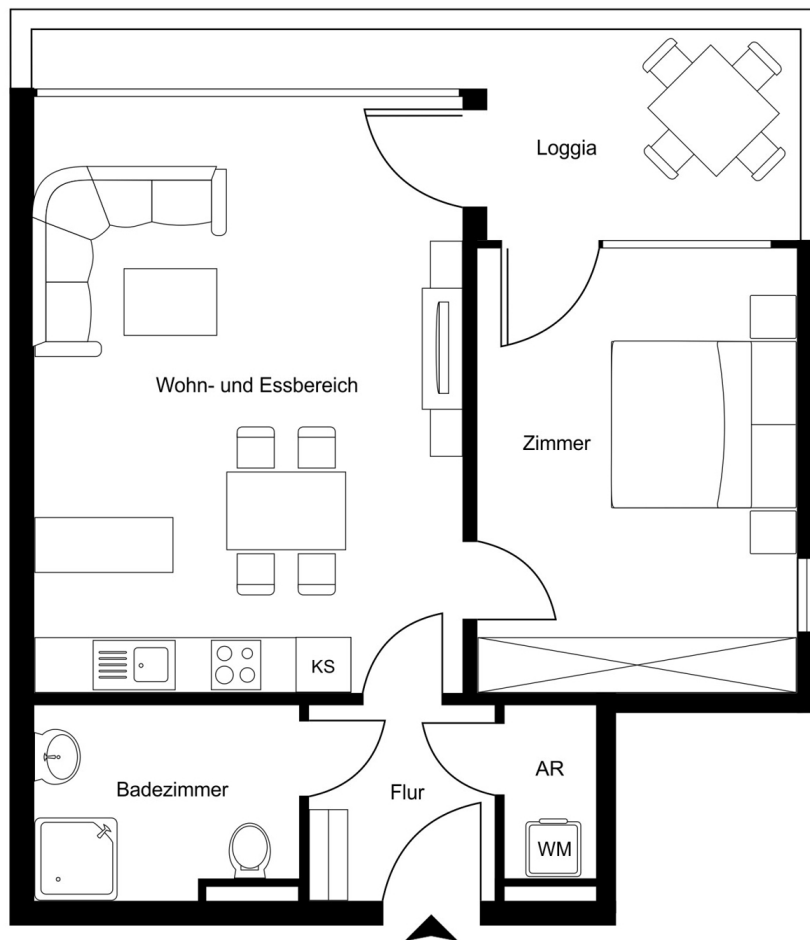 Loggia
Wohn- und Essbereich
Zimmer
KS
Badezimmer
Flur
AR
WM